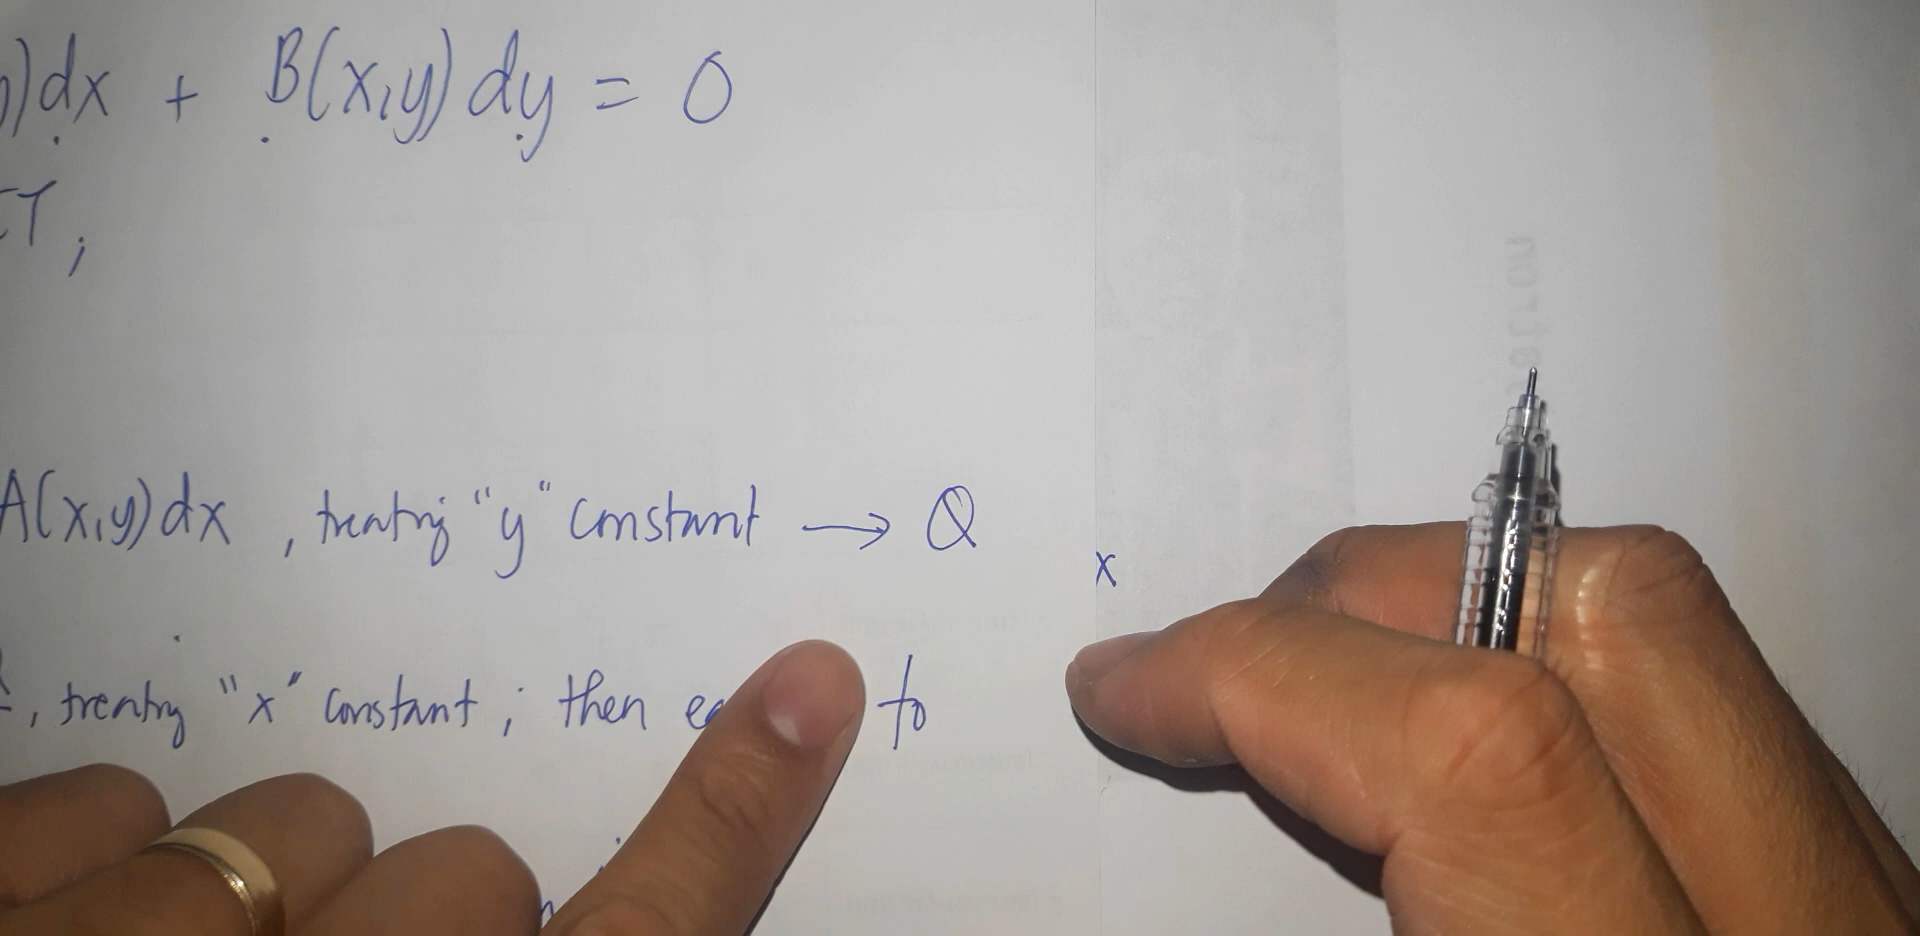 )dx + B(x,y) dy = 0
T ;
A(x,y) dx , treating "y" constant → Q
x
, treating "x" constant ; then to